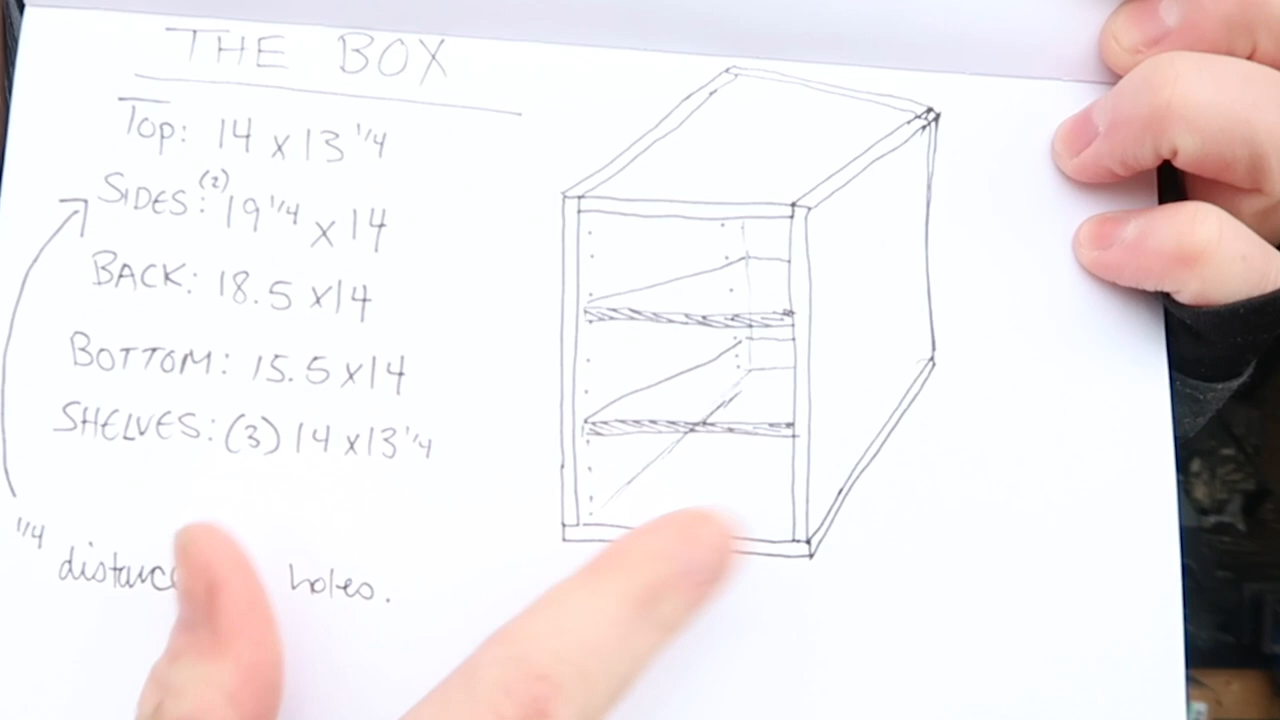 THE BOX
TOP: 14 x 13 1/4
SIDES: (2) 19 1/4 x 14
BACK: 18.5 x 14
BOTTOM: 15.5 x 14
SHELVES: (3) 14 x 13 1/4
1/4
holes.